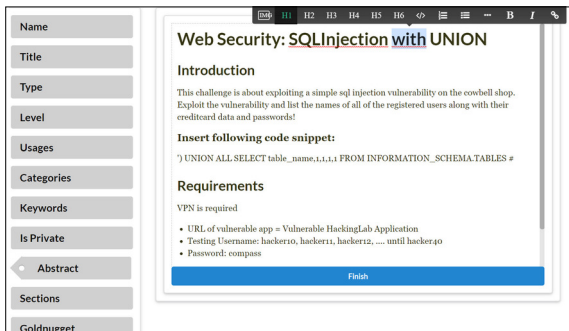 IMG H1 H2 H3 H4 H5 H6 </> B I
Name
Title
Type
Level
Usages
Categories
Keywords
Is Private
Abstract
Sections
Goldnugget
Web Security: SQLInjection with UNION
Introduction
This challenge is about exploiting a simple sql injection vulnerability on the cowbell shop.
Exploit the vulnerability and list the names of all of the registered users along with their
creditcard data and passwords!
Insert following code snippet:
') UNION ALL SELECT table_name,1,1,1,1 FROM INFORMATION_SCHEMA.TABLES #
Requirements
VPN is required
• URL of vulnerable app = Vulnerable HackingLab Application
• Testing Username: hacker10, hacker11, hacker12, .... until hacker40
• Password: compass
Finish